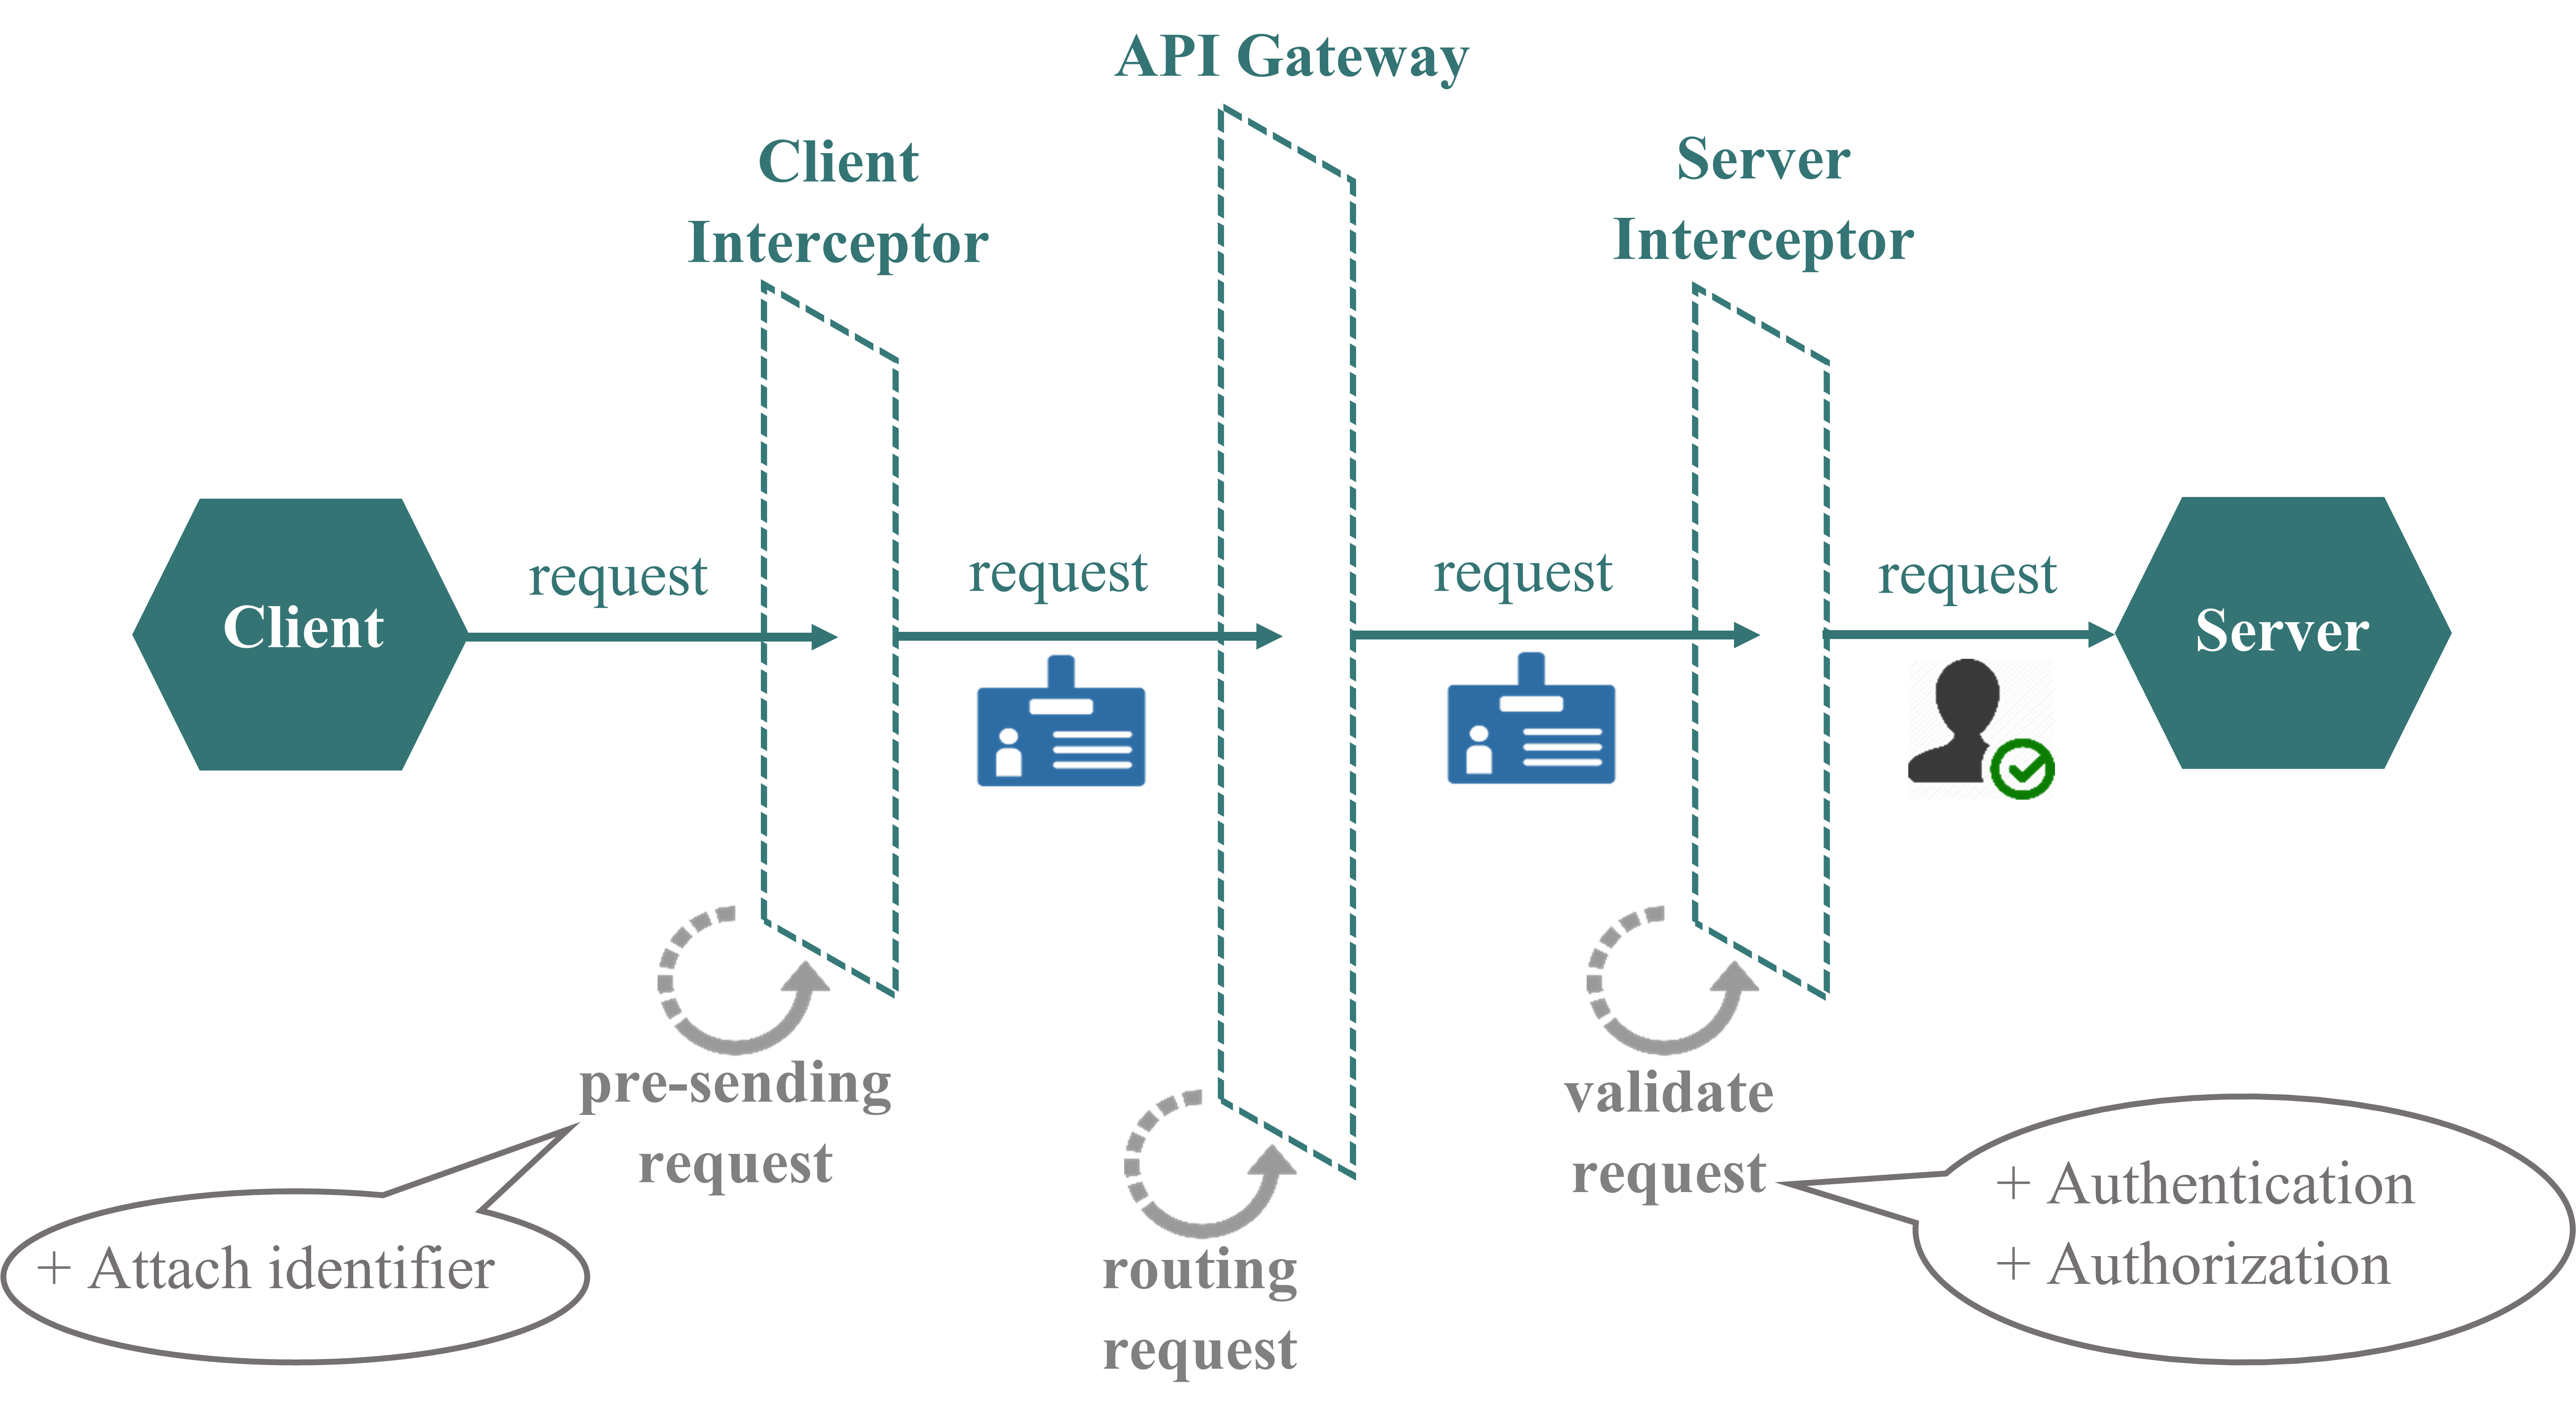 API Gateway
Client
Interceptor
Server
Interceptor
request
request
request
request
Client
Server
pre-sending
request
validate
request
+ Attach identifier
routing
request
+ Authentication
+ Authorization